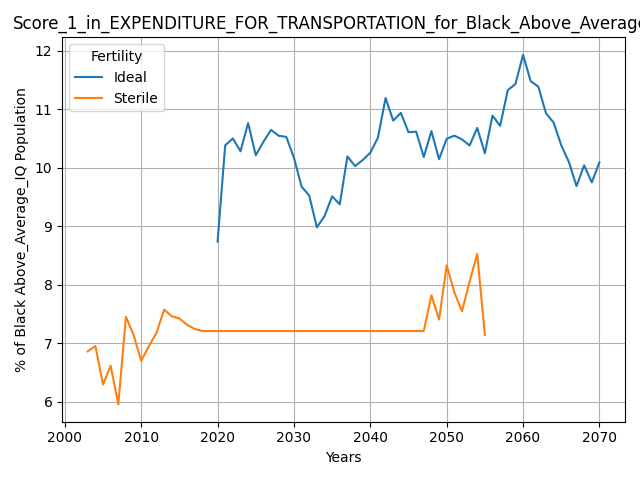 Score_1_in_EXPENDITURE_FOR_TRANSPORTATION_for_Black_Above_Average
Fertility
Ideal
Sterile
% of Black Above_Average_IQ Population
12
11
10
9
8
7
6
2000 2010 2020 2030 2040 2050 2060 2070
Years